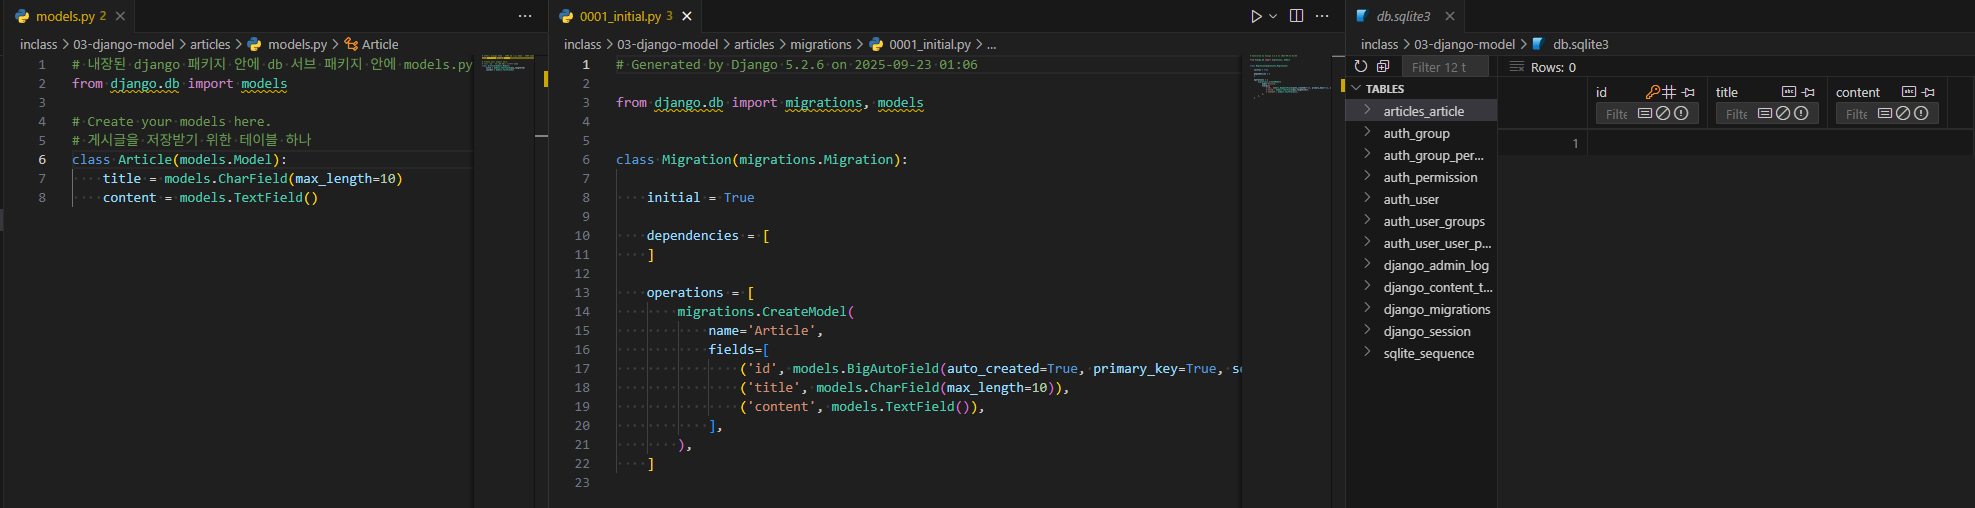 models.py 2
inclass > 03-django-model > articles > models.py > Article
1 # 내장된 django 패키지 안에 db 서브 패키지 안에 models.py
2 from django.db import models
3
4 # Create your models here.
5 # 게시글을 저장받기 위한 테이블 하나
6 class Article(models.Model):
7 title = models.CharField(max_length=10)
8 content = models.TextField()
0001_initial.py 3
inclass > 03-django-model > articles > migrations > 0001_initial.py > ...
1 # Generated by Django 5.2.6 on 2025-09-23 01:06
2
3 from django.db import migrations, models
4
5
6 class Migration(migrations.Migration):
7
8 initial = True
9
10 dependencies = [
11 ]
12
13 operations = [
14 migrations.CreateModel(
15 name='Article',
16 fields=[
17 ('id', models.BigAutoField(auto_created=True, primary_key=True, se
18 ('title', models.CharField(max_length=10)),
19 ('content', models.TextField()),
20 ],
21 ),
22 ]
23
db.sqlite3
inclass > 03-django-model > db.sqlite3
Filter 12 t
TABLES
articles_article
auth_group
auth_group_per...
auth_permission
auth_user
auth_user_groups
auth_user_user_p...
django_admin_log
django_content_t...
django_migrations
django_session
sqlite_sequence
Rows: 0
id title content
Filte Filte Filte
1